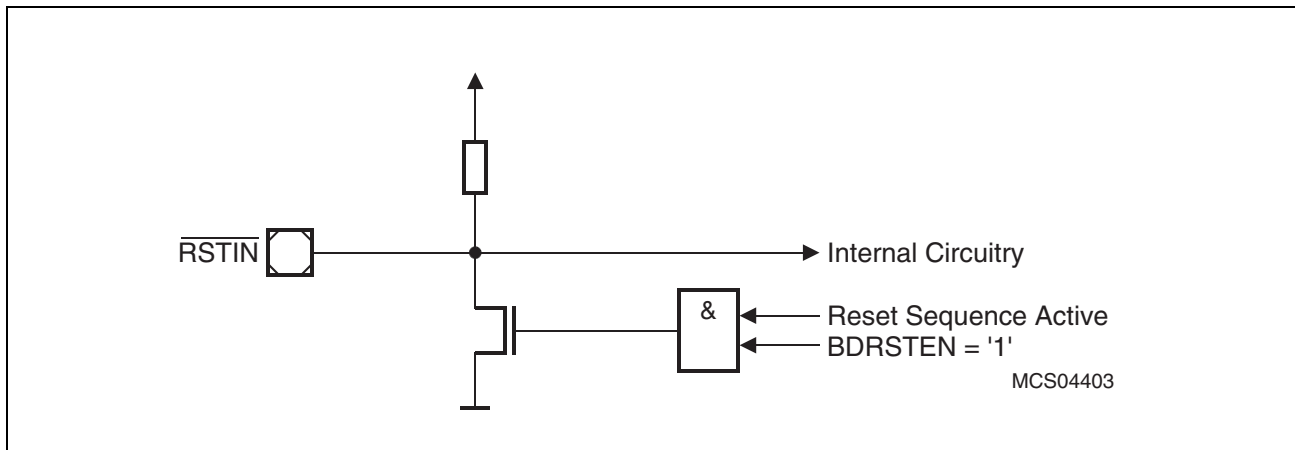 RSTIN
Internal Circuitry
&
Reset Sequence Active
BDRSTEN = '1'
MCS04403